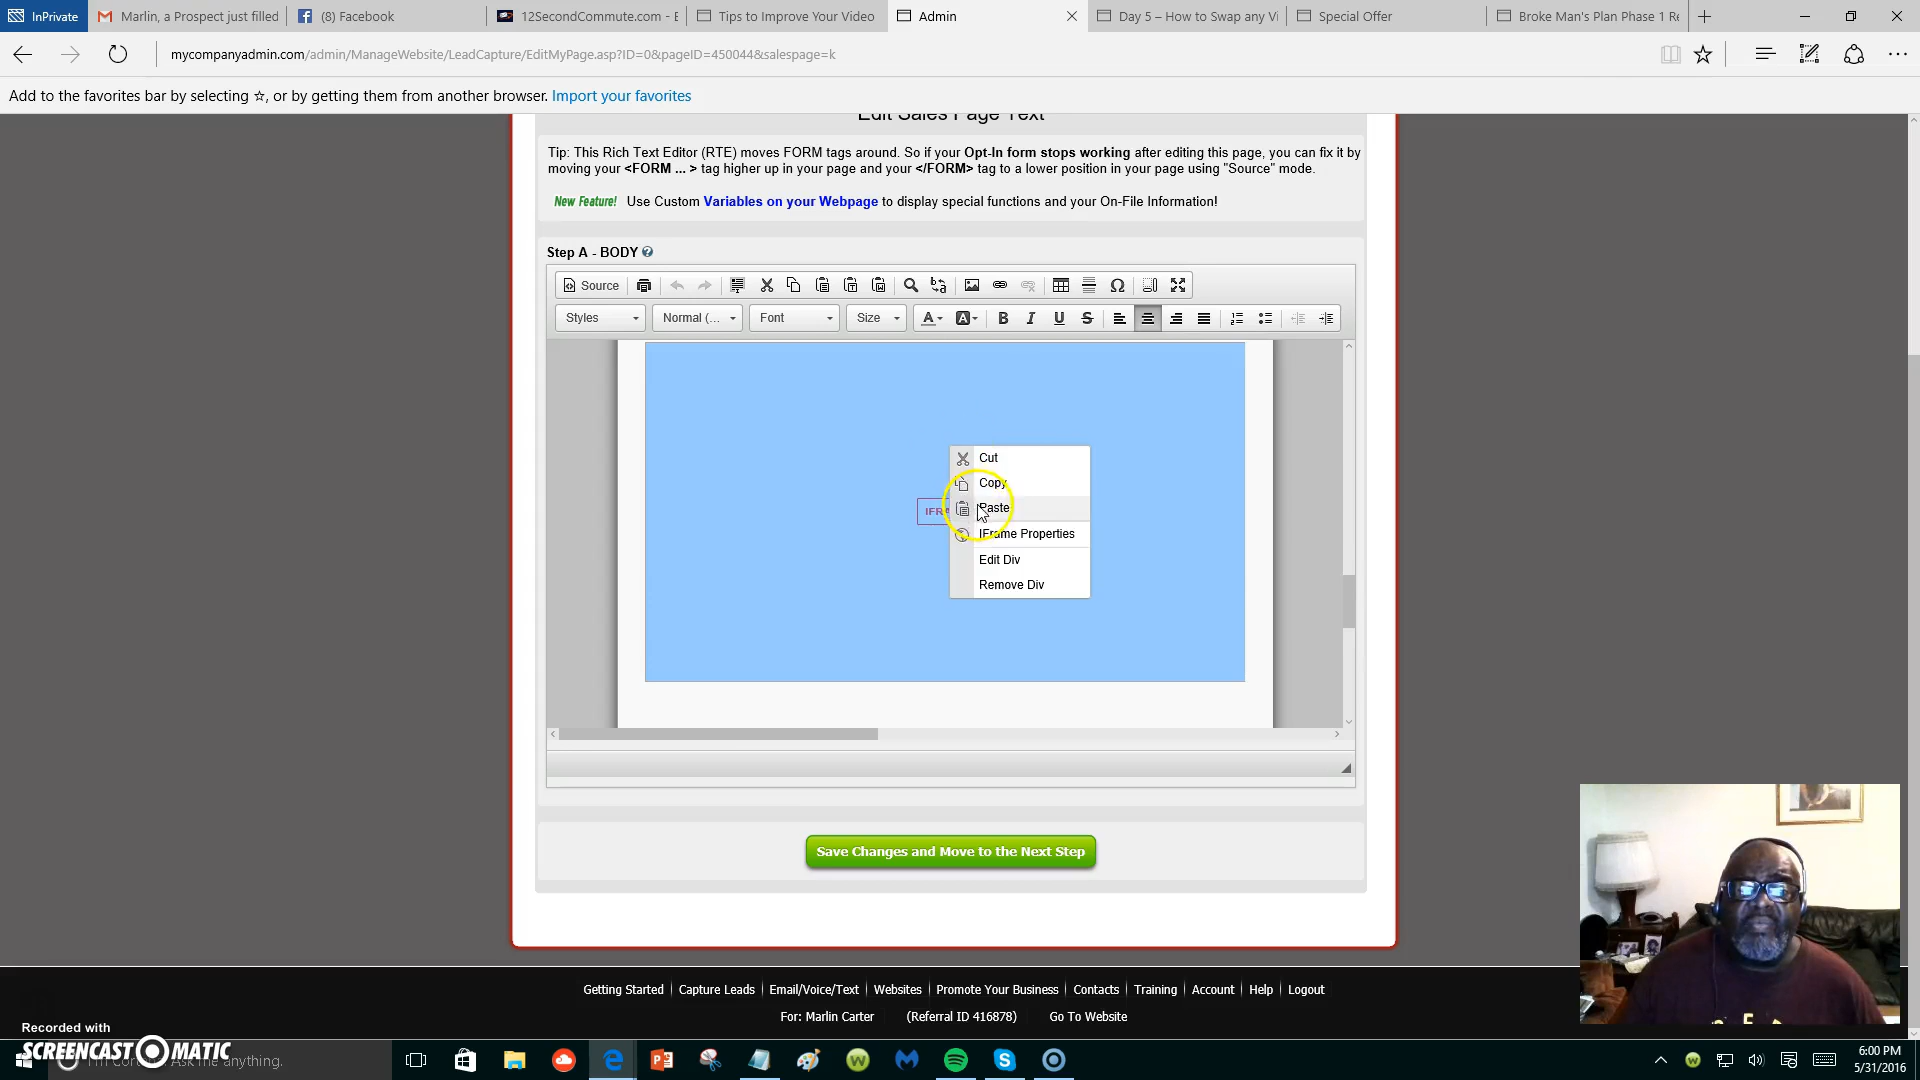 InPrivate
Marlin, a Prospect just filled
(8) Facebook
12SecondCommute.com - E
Tips to Improve Your Video
Admin
Day 5 – How to Swap any Vi
Special Offer
Broke Man's Plan Phase 1 Re
mycompanyadmin.com/admin/ManageWebsite/LeadCapture/EditMyPage.asp?ID=0&pageID=450044&salespage=k
Add to the favorites bar by selecting ☆, or by getting them from another browser. Import your favorites
Edit Sales Page Text
Tip: This Rich Text Editor (RTE) moves FORM tags around. So if your Opt-In form stops working after editing this page, you can fix it by
moving your <FORM ... > tag higher up in your page and your </FORM> tag to a lower position in your page using "Source" mode.
New Feature! Use Custom Variables on your Webpage to display special functions and your On-File Information!
Step A - BODY
Source
Styles Normal (... Font Size A A B I U S
Cut
Copy
IFRA
Paste
IFrame Properties
Edit Div
Remove Div
Save Changes and Move to the Next Step
Getting Started Capture Leads Email/Voice/Text Websites Promote Your Business Contacts Training Account Help Logout
For: Marlin Carter (Referral ID 416878) Go To Website
Recorded with
SCREENCAST-O-MATIC
Ask me anything.
6:00 PM
5/31/2016